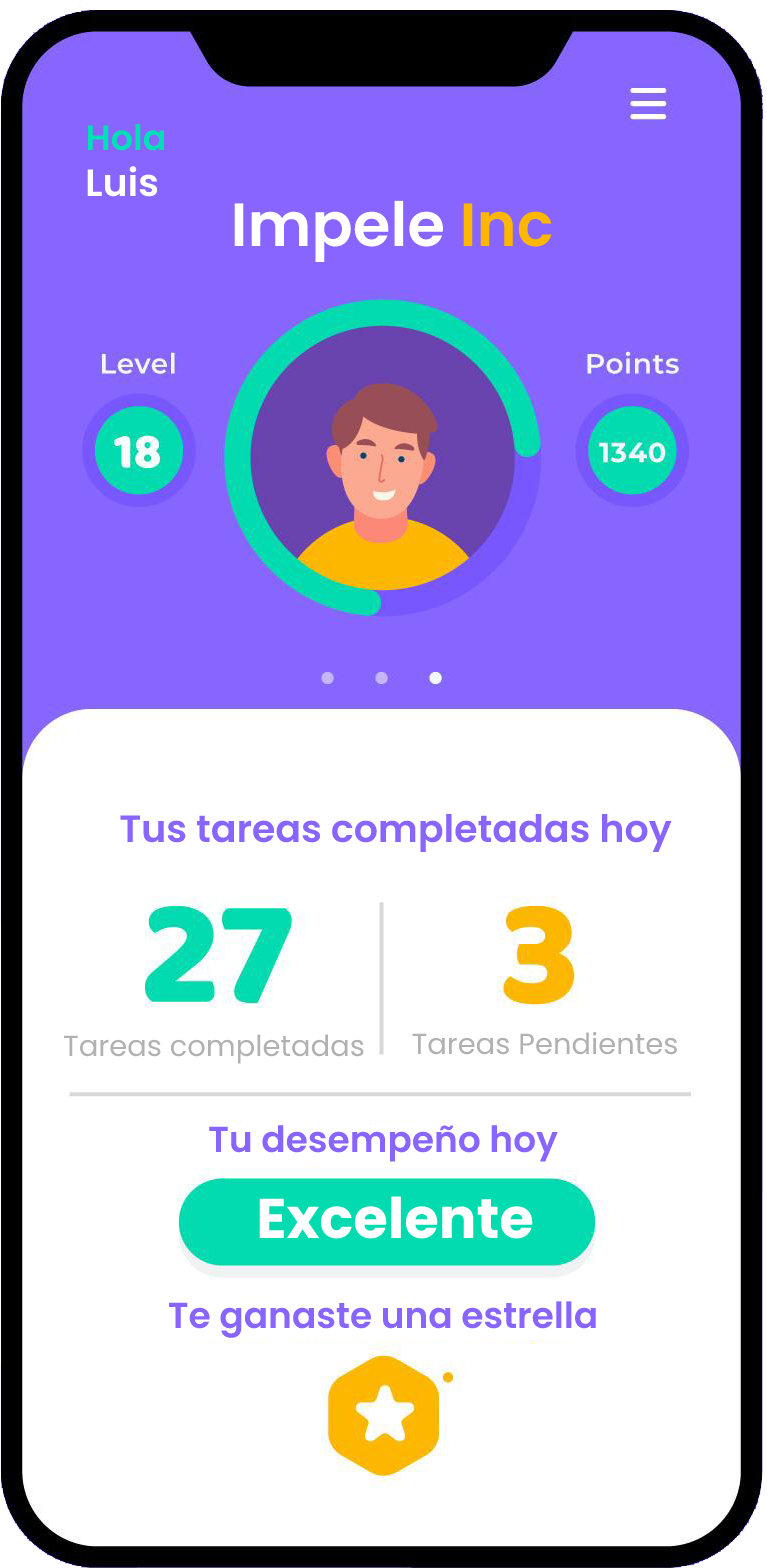 Hola
Luis
Impele Inc
Level
Points
18
1340
Tus tareas completadas hoy
27
3
Tareas completadas
Tareas Pendientes
Tu desempeño hoy
Excelente
Te ganaste una estrella